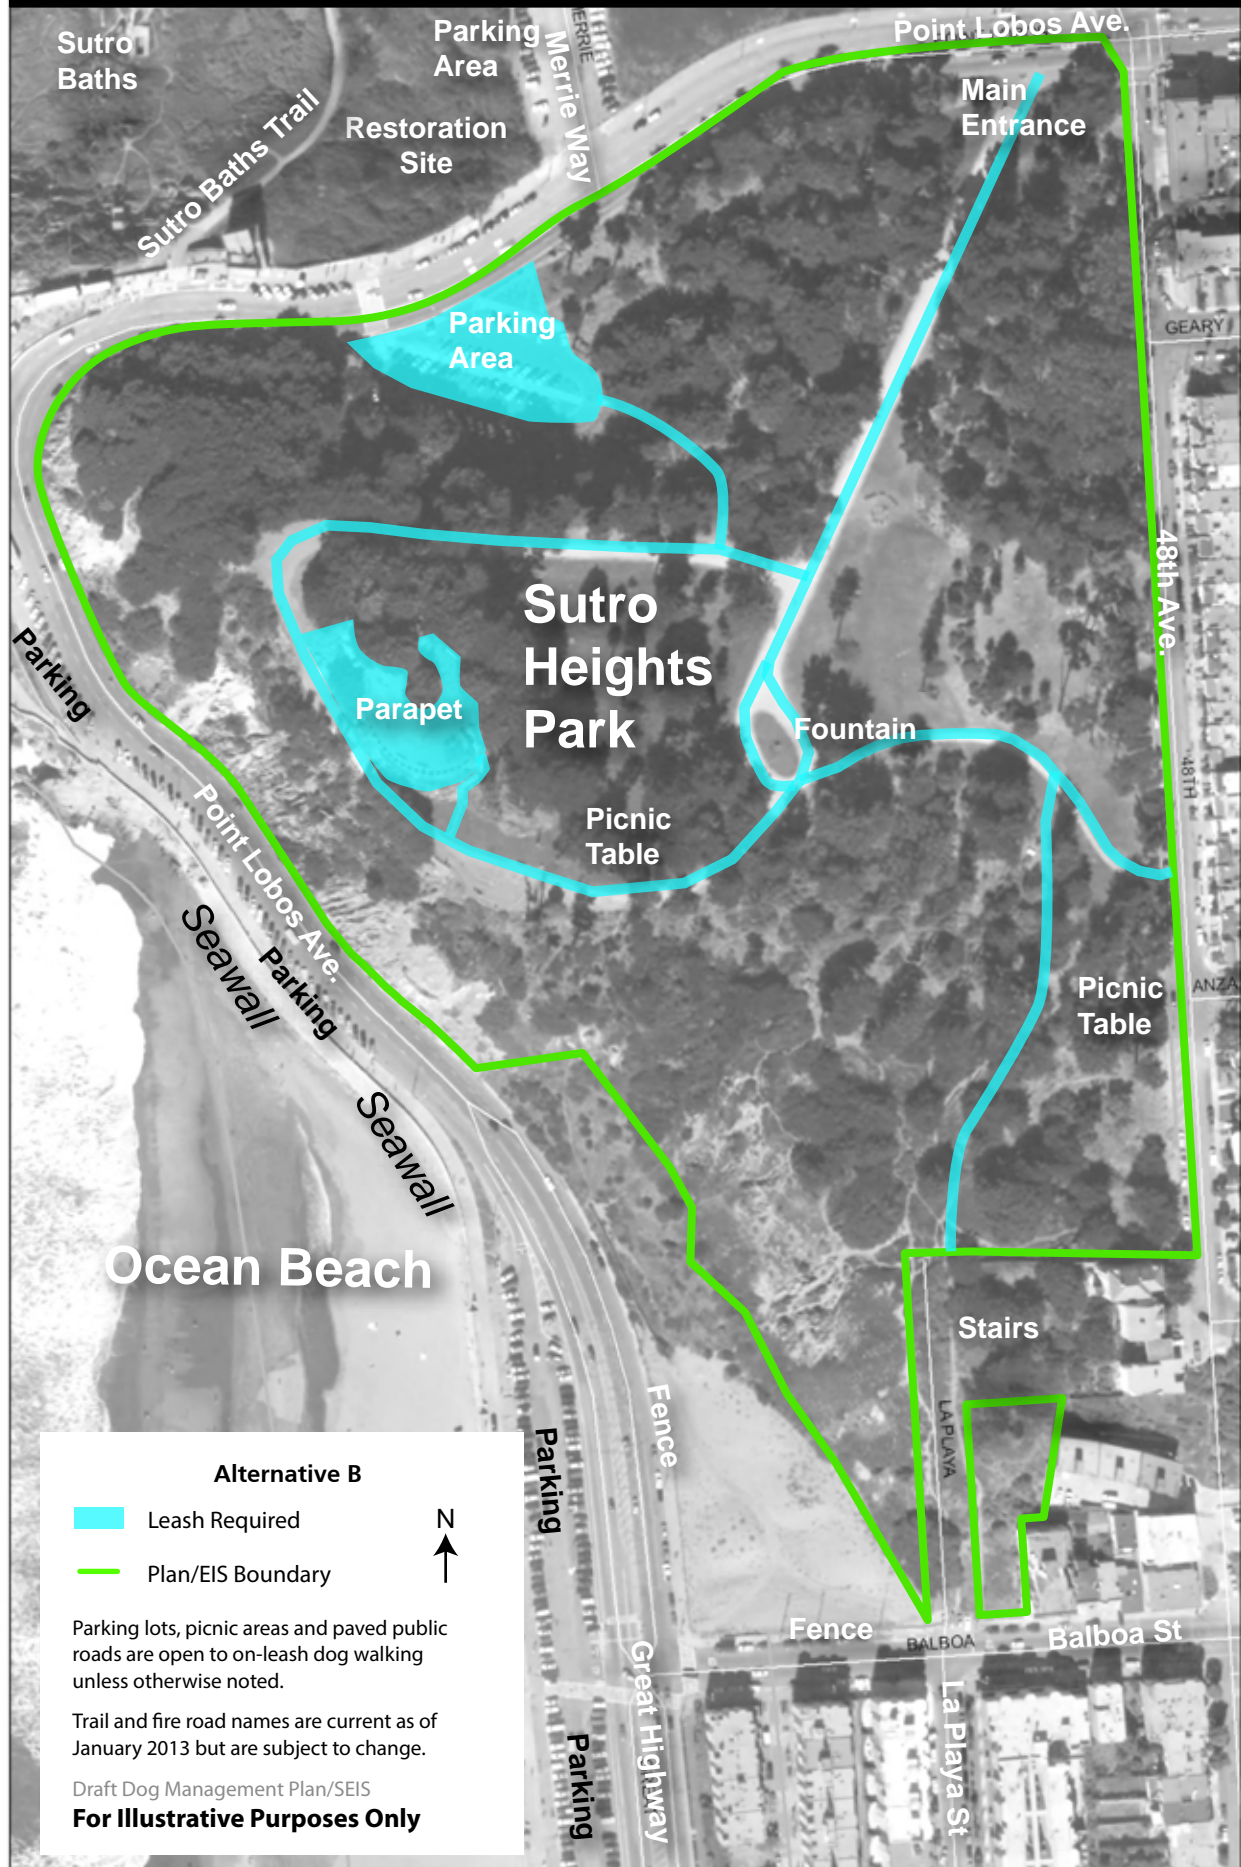 Point Lobos Ave.
Sutro
Baths
Parking
Area
Merrie Way
Main
Entrance
Restoration
Site
Sutro Baths Trail
Parking
Area
GEARY
48th Ave.
48TH
Sutro
Heights
Park
Parking
Parapet
Fountain
Picnic
Table
Point Lobos Ave.
Seawall
Parking
Picnic
Table
ANZA
Seawall
Ocean Beach
Stairs
Fence
LA PLAYA
Parking
Fence
BALBOA
Balboa St
Great Highway
La Playa St
Parking
Alternative B
Leash Required
N
Plan/EIS Boundary
Parking lots, picnic areas and paved public
roads are open to on-leash dog walking
unless otherwise noted.
Trail and fire road names are current as of
January 2013 but are subject to change.
Draft Dog Management Plan/SEIS
For Illustrative Purposes Only